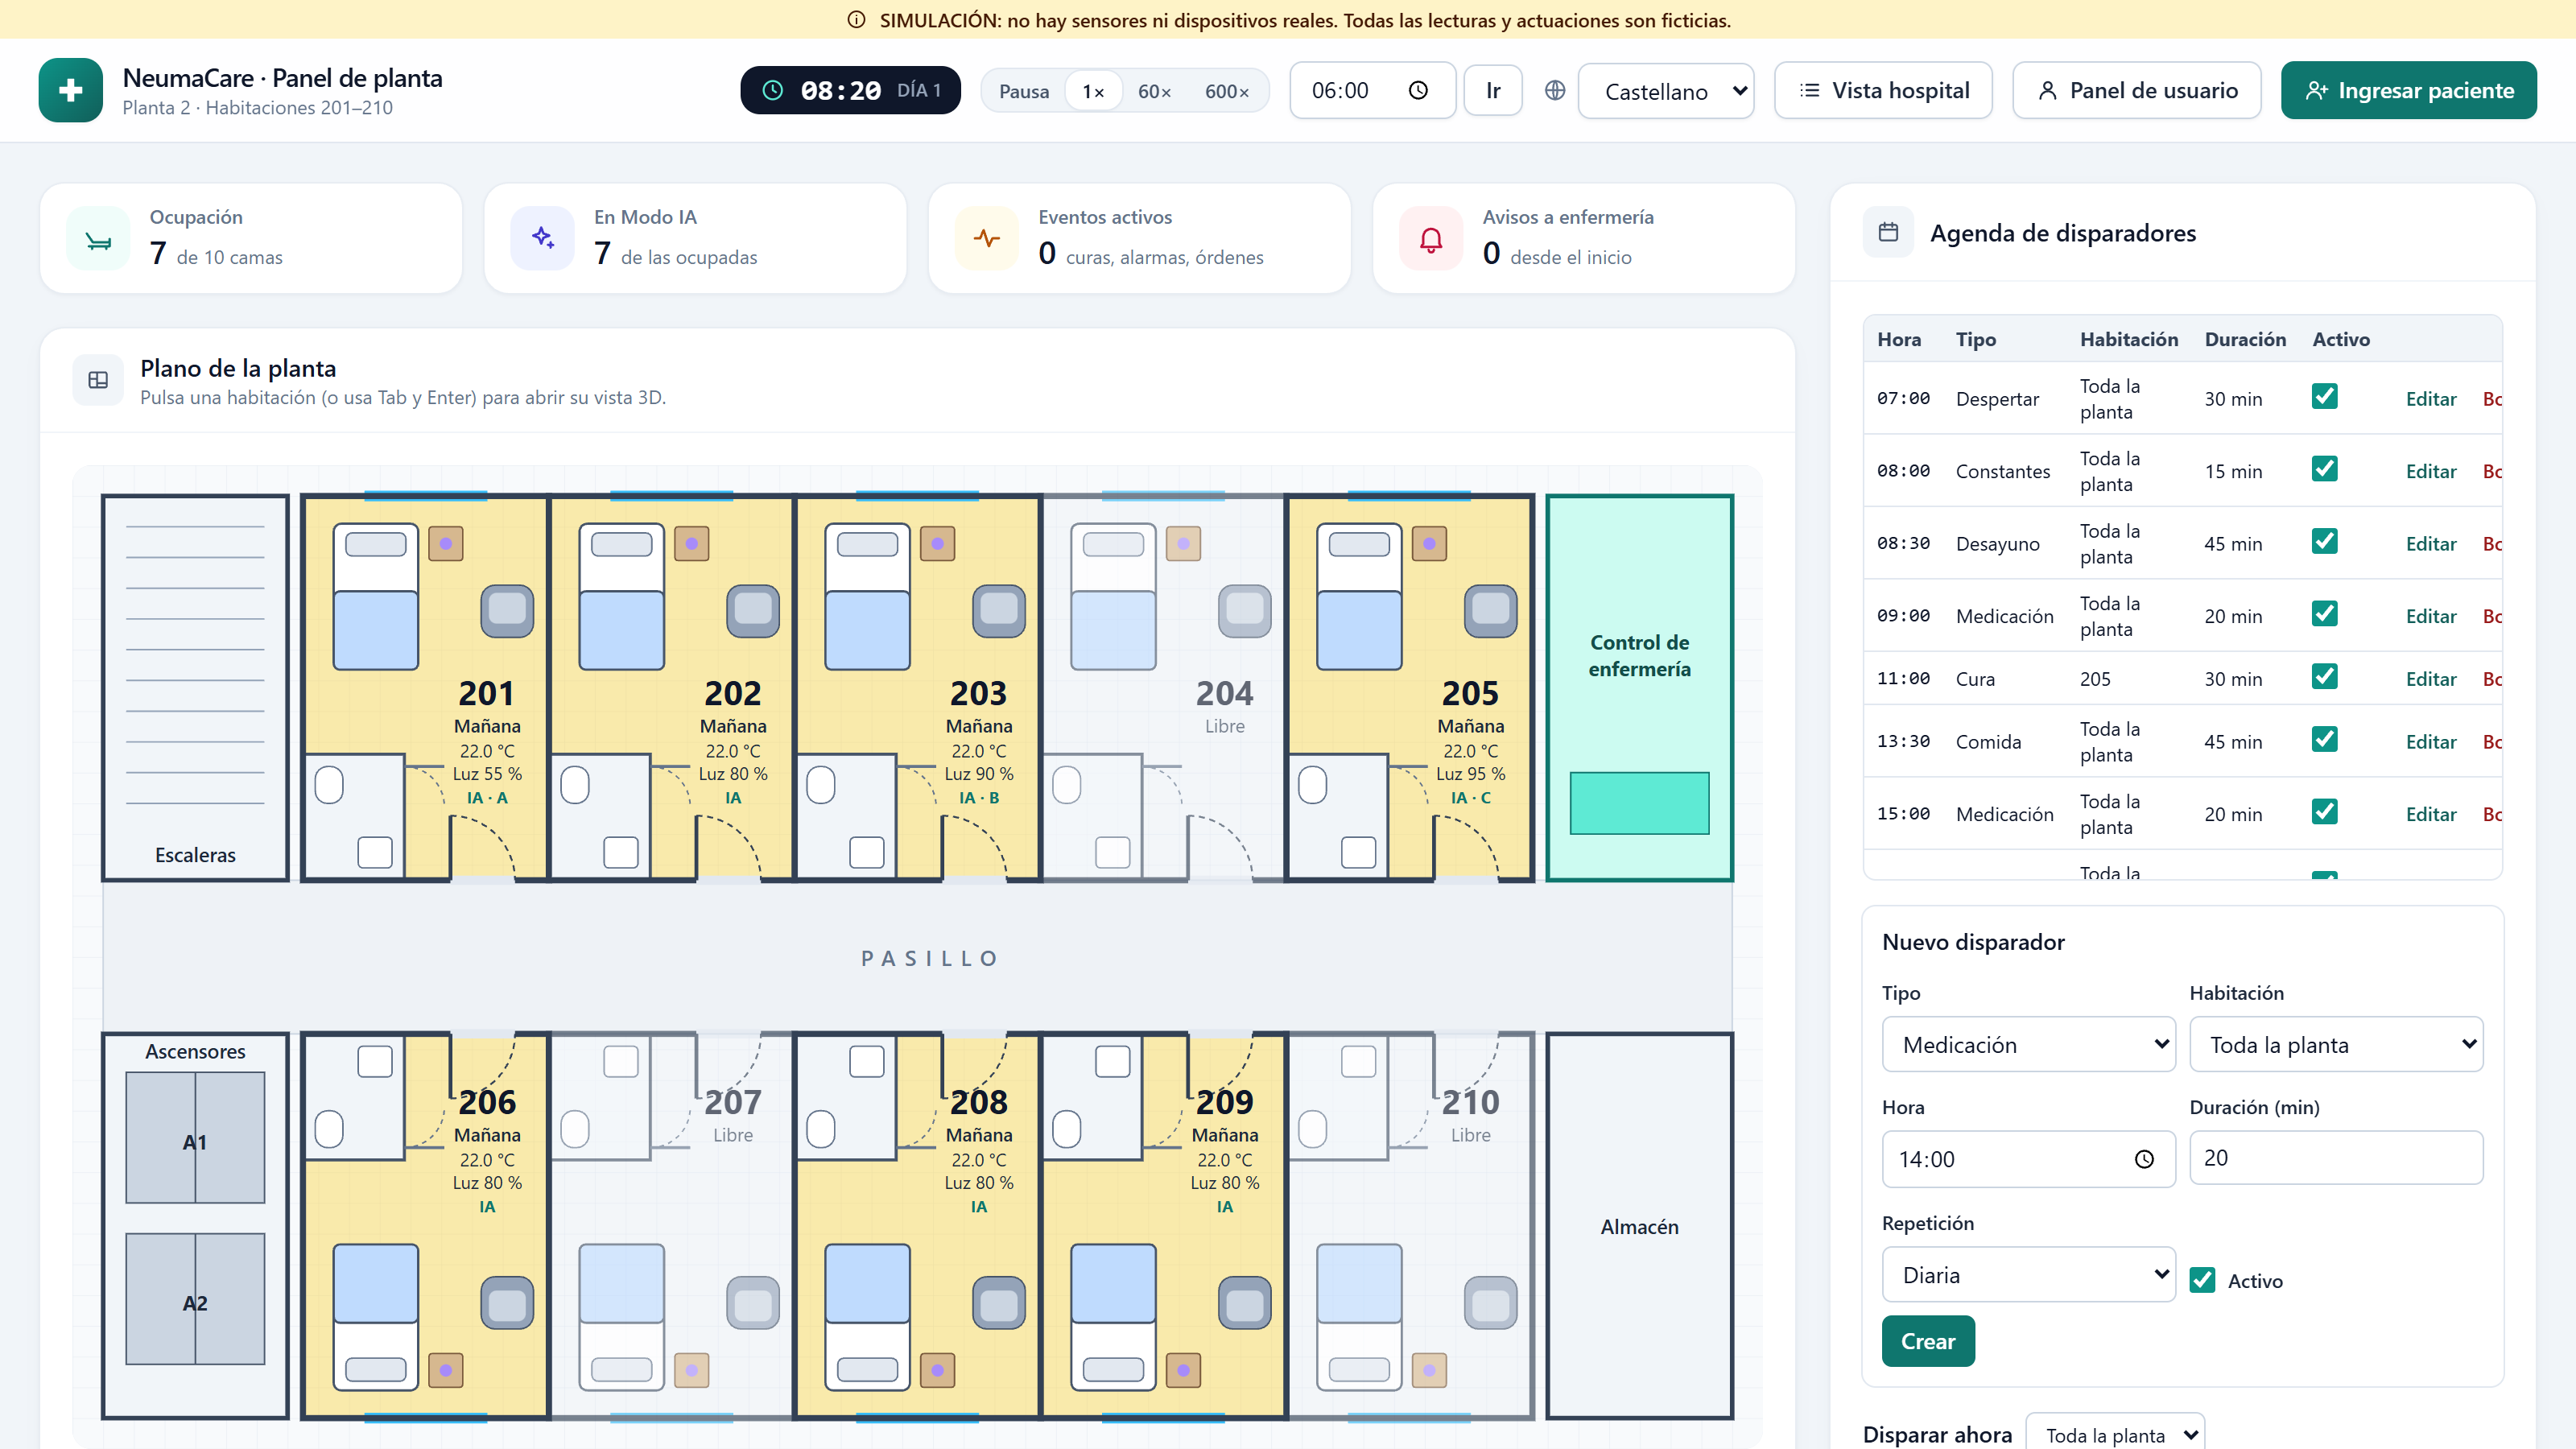 SIMULACIÓN: no hay sensores ni dispositivos reales. Todas las lecturas y actuaciones son ficticias.
NeumaCare · Panel de planta
Planta 2 · Habitaciones 201–210
08:20 DÍA 1
Pausa 1× 60× 600×
06:00
Ir
Castellano
Vista hospital
Panel de usuario
Ingresar paciente
Ocupación
7 de 10 camas
En Modo IA
7 de las ocupadas
Eventos activos
0 curas, alarmas, órdenes
Avisos a enfermería
0 desde el inicio
Plano de la planta
Pulsa una habitación (o usa Tab y Enter) para abrir su vista 3D.
Escaleras
201
Mañana
22.0 °C
Luz 55 %
IA · A
202
Mañana
22.0 °C
Luz 80 %
IA
203
Mañana
22.0 °C
Luz 90 %
IA · B
204
Libre
205
Mañana
22.0 °C
Luz 95 %
IA · C
Control de
enfermería
PASILLO
Ascensores
A1
A2
206
Mañana
22.0 °C
Luz 80 %
IA
207
Libre
208
Mañana
22.0 °C
Luz 80 %
IA
209
Mañana
22.0 °C
Luz 80 %
IA
210
Libre
Almacén
Agenda de disparadores
Hora Tipo Habitación Duración Activo
07:00 Despertar Toda la planta 30 min Editar Bo
08:00 Constantes Toda la planta 15 min Editar Bo
08:30 Desayuno Toda la planta 45 min Editar Bo
09:00 Medicación Toda la planta 20 min Editar Bo
11:00 Cura 205 30 min Editar Bo
13:30 Comida Toda la planta 45 min Editar Bo
15:00 Medicación Toda la planta 20 min Editar Bo
Toda la
Nuevo disparador
Tipo
Medicación
Habitación
Toda la planta
Hora
14:00
Duración (min)
20
Repetición
Diaria
Activo
Crear
Disparar ahora
Toda la planta